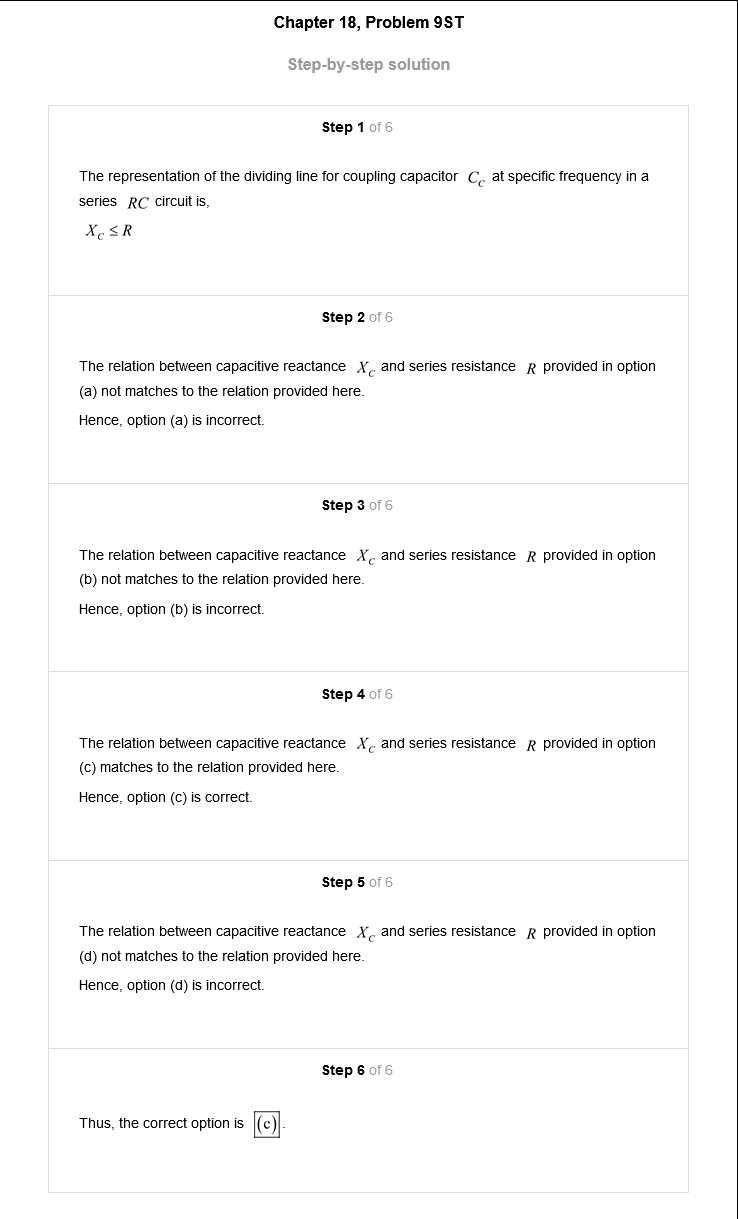 Chapter 18, Problem 9ST
Step-by-step solution
Step 1 of 6
The representation of the dividing line for coupling capacitor C_C at specific frequency in a
series RC circuit is,
X_C ≤ R
Step 2 of 6
The relation between capacitive reactance X_C and series resistance R provided in option
(a) not matches to the relation provided here.
Hence, option (a) is incorrect.
Step 3 of 6
The relation between capacitive reactance X_C and series resistance R provided in option
(b) not matches to the relation provided here.
Hence, option (b) is incorrect.
Step 4 of 6
The relation between capacitive reactance X_C and series resistance R provided in option
(c) matches to the relation provided here.
Hence, option (c) is correct.
Step 5 of 6
The relation between capacitive reactance X_C and series resistance R provided in option
(d) not matches to the relation provided here.
Hence, option (d) is incorrect.
Step 6 of 6
Thus, the correct option is (c).